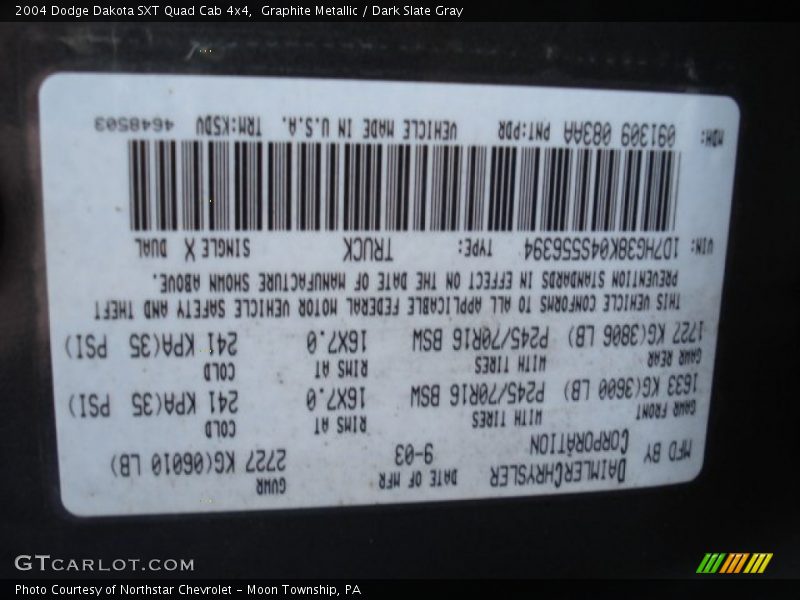 2004 Dodge Dakota SXT Quad Cab 4x4,  Graphite Metallic / Dark Slate Gray
MFD BY DAIMLERCHRYSLER CORPORATION DATE OF MFR 9-03 GVWR 2727 KG(06010 LB)
GAWR FRONT WITH TIRES RIMS AT COLD
1633 KG(3600 LB) P245/70R16 BSW 16X7.0 241 KPA(35 PSI)
GAWR REAR WITH TIRES RIMS AT COLD
1727 KG(3806 LB) P245/70R16 BSW 16X7.0 241 KPA(35 PSI)
THIS VEHICLE CONFORMS TO ALL APPLICABLE FEDERAL MOTOR VEHICLE SAFETY AND THEFT
PREVENTION STANDARDS IN EFFECT ON THE DATE OF MANUFACTURE SHOWN ABOVE.
VIN: 1D7HG38K04S556394 TYPE: TRUCK SINGLE X DUAL
MDH: 091309 083AA PNT:PDR VEHICLE MADE IN U.S.A. TRM:KSDV 4648503
GTCARLOT.COM
Photo Courtesy of Northstar Chevrolet - Moon Township, PA